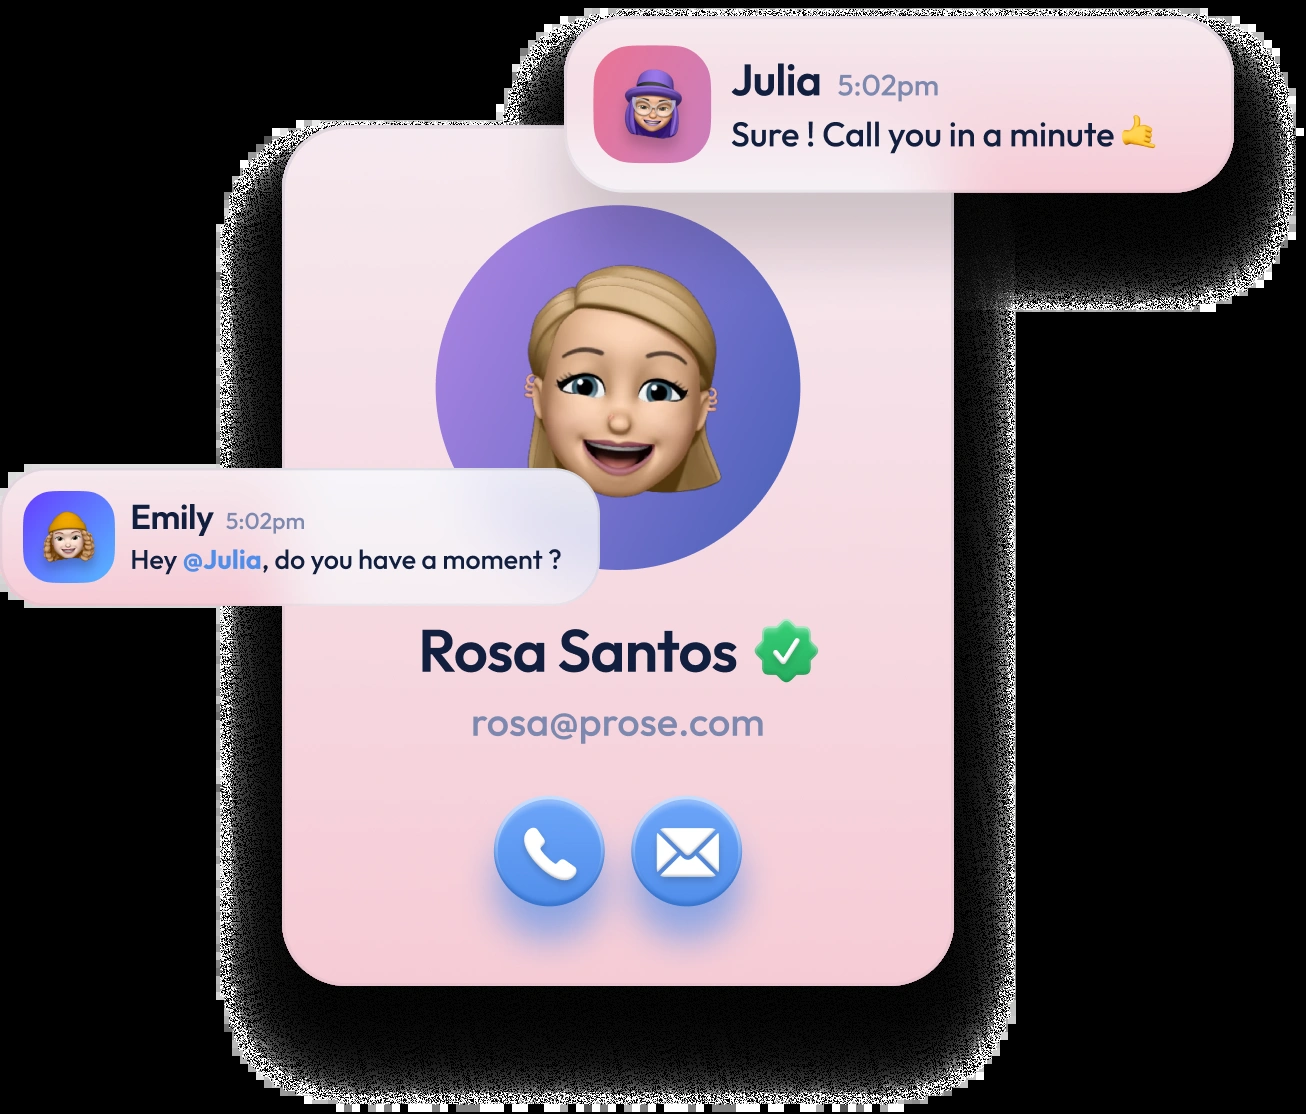 Julia 5:02pm
Sure ! Call you in a minute 🤙
Emily 5:02pm
Hey @Julia, do you have a moment ?
Rosa Santos
rosa@prose.com